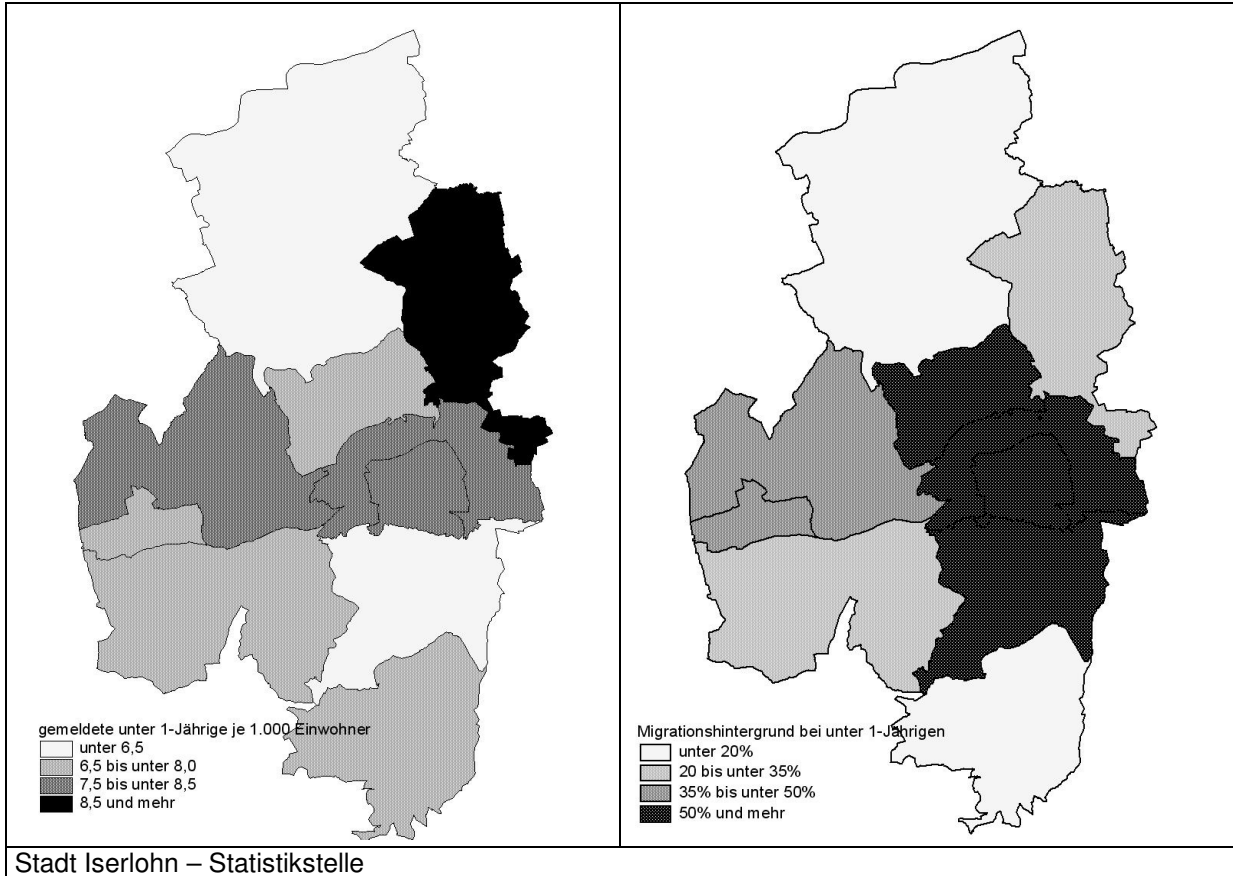 gemeldete unter 1-Jährige je 1.000 Einwohner
unter 6,5
6,5 bis unter 8,0
7,5 bis unter 8,5
8,5 und mehr
Migrationshintergrund bei unter 1-Jährigen
unter 20%
20 bis unter 35%
35% bis unter 50%
50% und mehr
Stadt Iserlohn – Statistikstelle